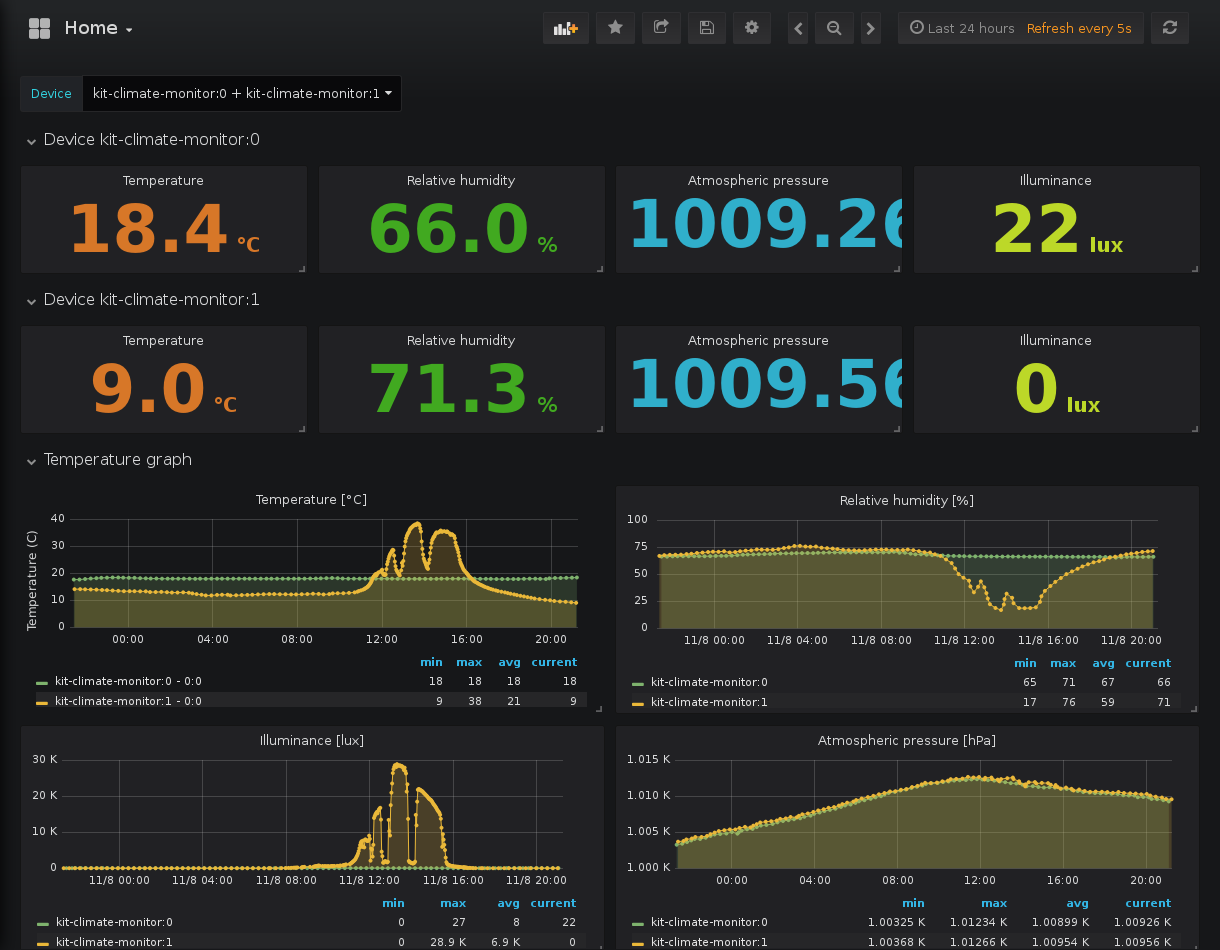 Home
Last 24 hours Refresh every 5s
Device kit-climate-monitor:0 + kit-climate-monitor:1
Device kit-climate-monitor:0
Temperature Relative humidity Atmospheric pressure Illuminance
18.4 °C 66.0 % 1009.26 22 lux
Device kit-climate-monitor:1
Temperature Relative humidity Atmospheric pressure Illuminance
9.0 °C 71.3 % 1009.56 0 lux
Temperature graph
Temperature [°C]
Temperature (C)
40
30
20
10
0
00:00 04:00 08:00 12:00 16:00 20:00
min max avg current
kit-climate-monitor:0 - 0:0 18 18 18 18
kit-climate-monitor:1 - 0:0 9 38 21 9
Relative humidity [%]
100
75
50
25
0
11/8 00:00 11/8 04:00 11/8 08:00 11/8 12:00 11/8 16:00 11/8 20:00
min max avg current
kit-climate-monitor:0 65 71 67 66
kit-climate-monitor:1 17 76 59 71
Illuminance [lux]
30 K
20 K
10 K
0
11/8 00:00 11/8 04:00 11/8 08:00 11/8 12:00 11/8 16:00 11/8 20:00
min max avg current
kit-climate-monitor:0 0 27 8 22
kit-climate-monitor:1 0 28.9 K 6.9 K 0
Atmospheric pressure [hPa]
1.015 K
1.010 K
1.005 K
1.000 K
00:00 04:00 08:00 12:00 16:00 20:00
min max avg current
kit-climate-monitor:0 1.00325 K 1.01234 K 1.00899 K 1.00926 K
kit-climate-monitor:1 1.00368 K 1.01266 K 1.00954 K 1.00956 K